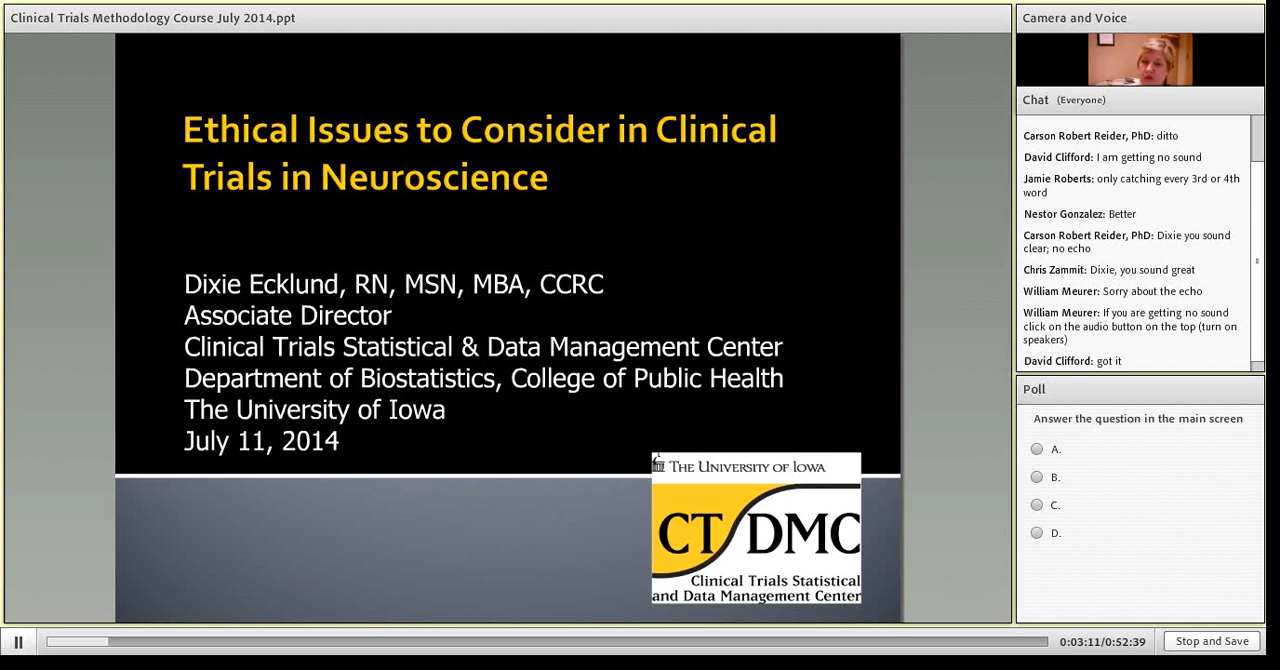 Clinical Trials Methodology Course July 2014.ppt
Ethical Issues to Consider in Clinical
Trials in Neuroscience
Dixie Ecklund, RN, MSN, MBA, CCRC
Associate Director
Clinical Trials Statistical & Data Management Center
Department of Biostatistics, College of Public Health
The University of Iowa
July 11, 2014
THE UNIVERSITY OF IOWA
CT/DMC
Clinical Trials Statistical
and Data Management Center
Camera and Voice
Chat (Everyone)
Carson Robert Reider, PhD: ditto
David Clifford: I am getting no sound
Jamie Roberts: only catching every 3rd or 4th
word
Nestor Gonzalez: Better
Carson Robert Reider, PhD: Dixie you sound
clear; no echo
Chris Zammit: Dixie, you sound great
William Meurer: Sorry about the echo
William Meurer: If you are getting no sound
click on the audio button on the top (turn on
speakers)
David Clifford: got it
Poll
Answer the question in the main screen
A.
B.
C.
D.
0:03:11/0:52:39
Stop and Save